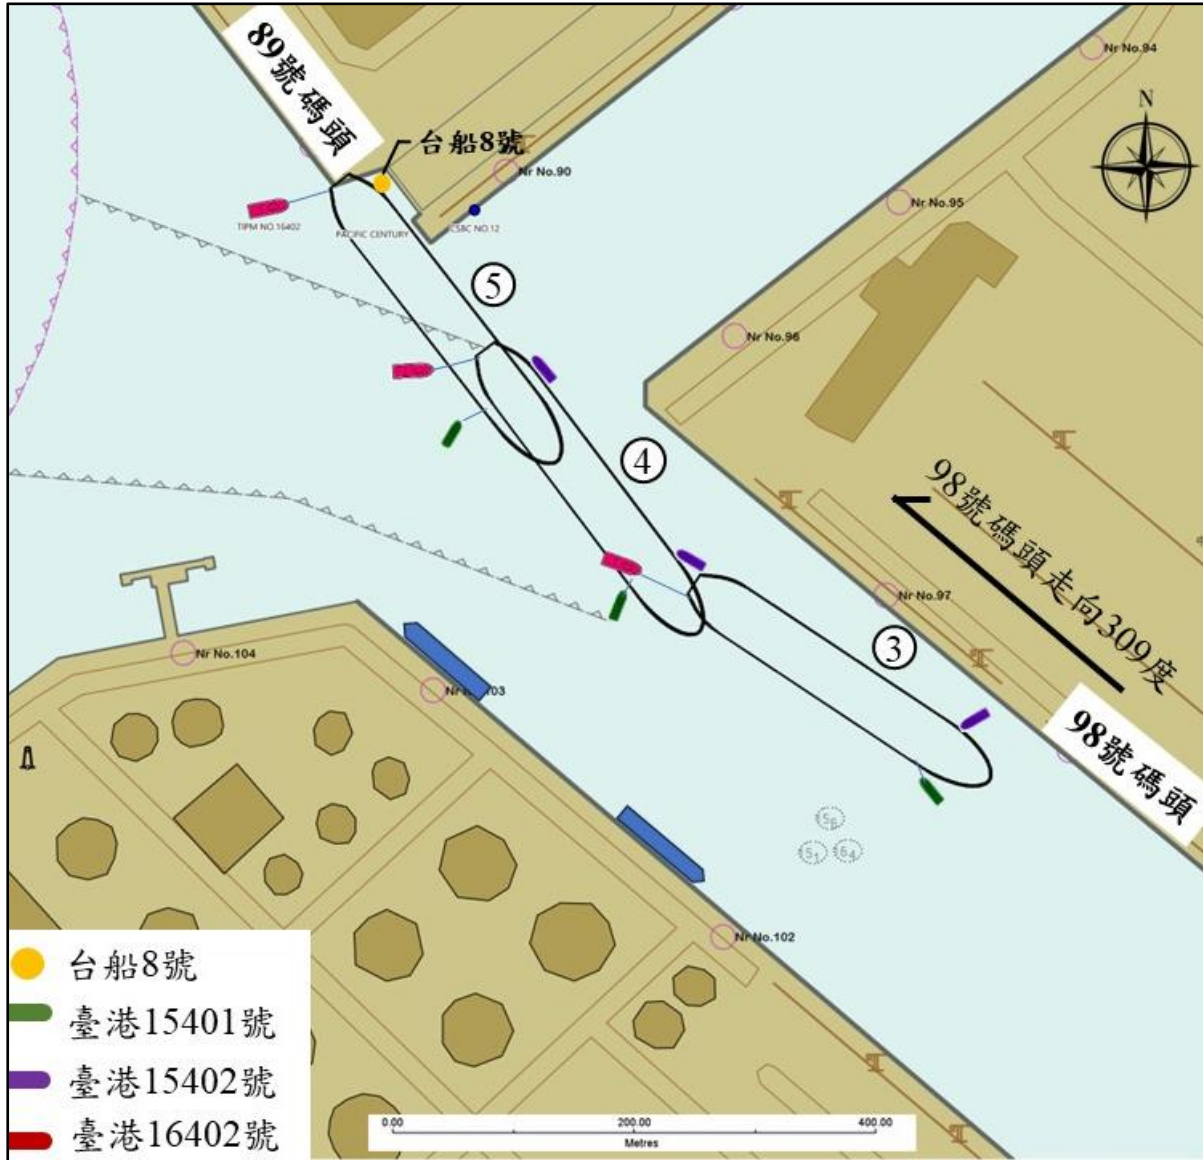 89號碼頭
Nr No.94
N
台船8號
Nr No.90
Nr No.95
TIPM NO.16402
PACIFIC CENTURY
CSBC NO.12
⑤
Nr No.96
④
98號碼頭走向309度
Nr No.97
③
Nr No.104
98號碼頭
5₆
5₁
6₄
Nr No.102
台船8號
臺港15401號
臺港15402號
臺港16402號
0.00 200.00 400.00
Metres